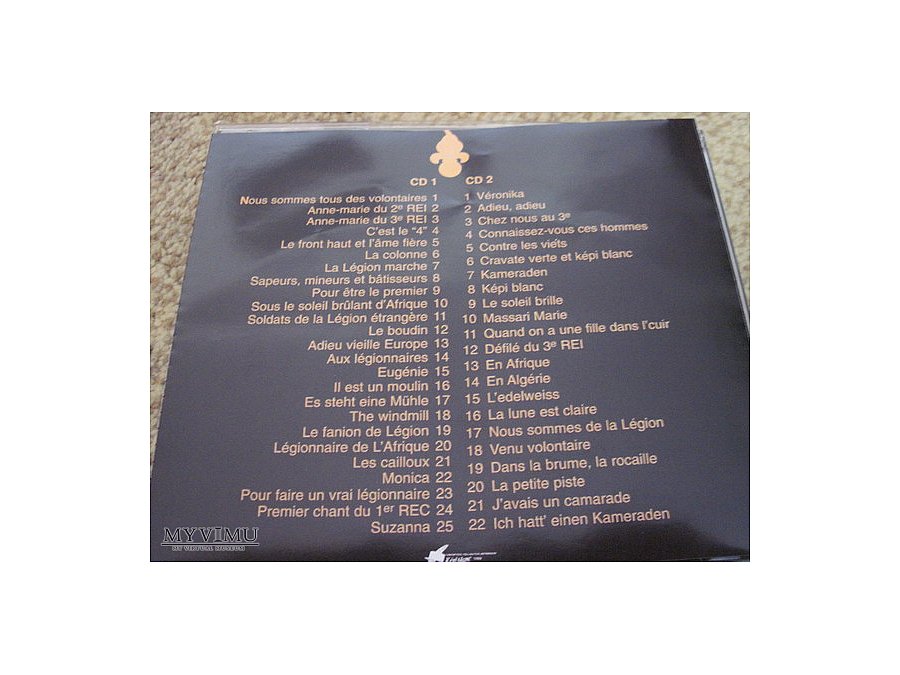 CD 1
Nous sommes tous des volontaires 1
Anne-marie du 2e REI 2
Anne-marie du 3e REI 3
C'est le "4" 4
Le front haut et l'âme fière 5
La colonne 6
La Légion marche 7
Sapeurs, mineurs et bâtisseurs 8
Pour être le premier 9
Sous le soleil brûlant d'Afrique 10
Soldats de la Légion étrangère 11
Le boudin 12
Adieu vieille Europe 13
Aux légionnaires 14
Eugénie 15
Il est un moulin 16
Es steht eine Mühle 17
The windmill 18
Le fanion de Légion 19
Légionnaire de L'Afrique 20
Les cailloux 21
Monica 22
Pour faire un vrai légionnaire 23
Premier chant du 1er REC 24
Suzanna 25
CD 2
1 Véronika
2 Adieu, adieu
3 Chez nous au 3e
4 Connaissez-vous ces hommes
5 Contre les viets
6 Cravate verte et képi blanc
7 Kameraden
8 Képi blanc
9 Le soleil brille
10 Massari Marie
11 Quand on a une fille dans l'cuir
12 Défilé du 3e REI
13 En Afrique
14 En Algérie
15 L'edelweiss
16 La lune est claire
17 Nous sommes de la Légion
18 Venu volontaire
19 Dans la brume, la rocaille
20 La petite piste
21 J'avais un camarade
22 Ich hatt' einen Kameraden
MYVIMU
MY VIRTUAL MUSEUM